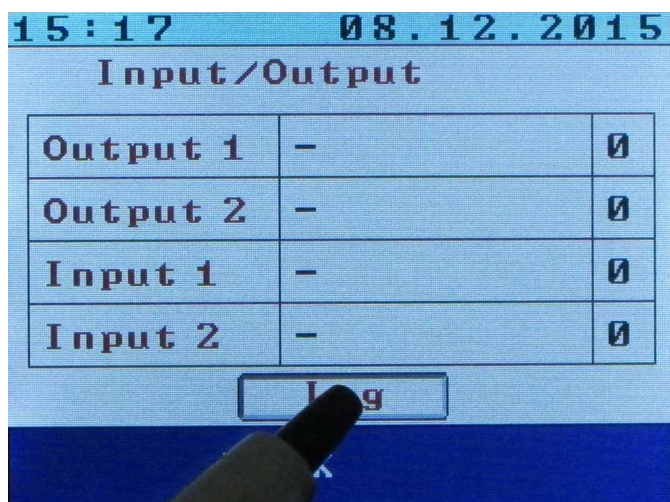 15:17 08.12.2015
Input/Output
Output 1 - 0
Output 2 - 0
Input 1 - 0
Input 2 - 0